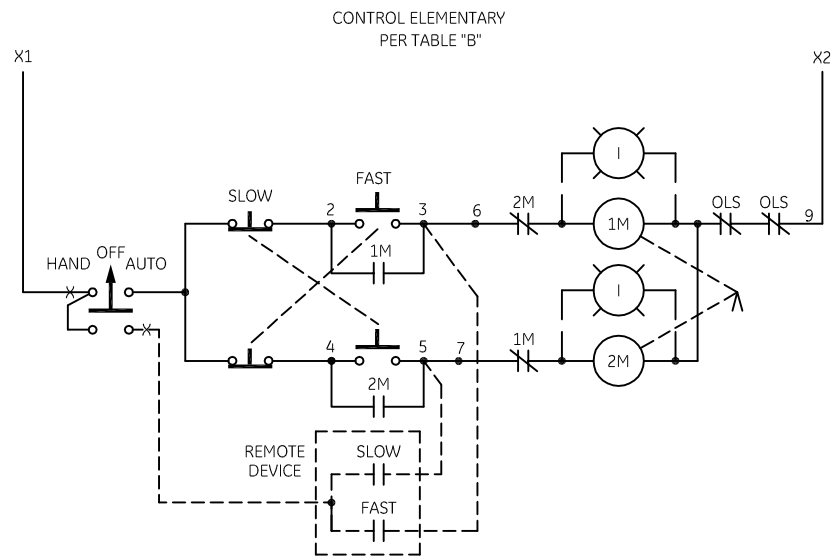 CONTROL ELEMENTARY
PER TABLE "B"
X1
X2
I
FAST
SLOW
2 3 6 2M 1M OLS OLS 9
1M
HAND OFF AUTO
X
I
X
4 5 7 1M 2M
2M
REMOTE
DEVICE
SLOW
FAST